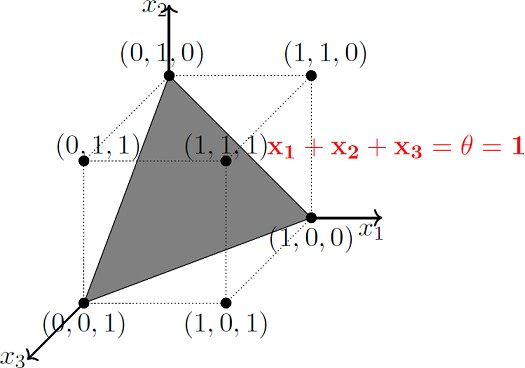 x₂
(0, 1, 0)
(1, 1, 0)
(0, 1, 1)
(1, 1, 1)
x₁ + x₂ + x₃ = θ = 1
(1, 0, 0)
x₁
(0, 0, 1)
(1, 0, 1)
x₃